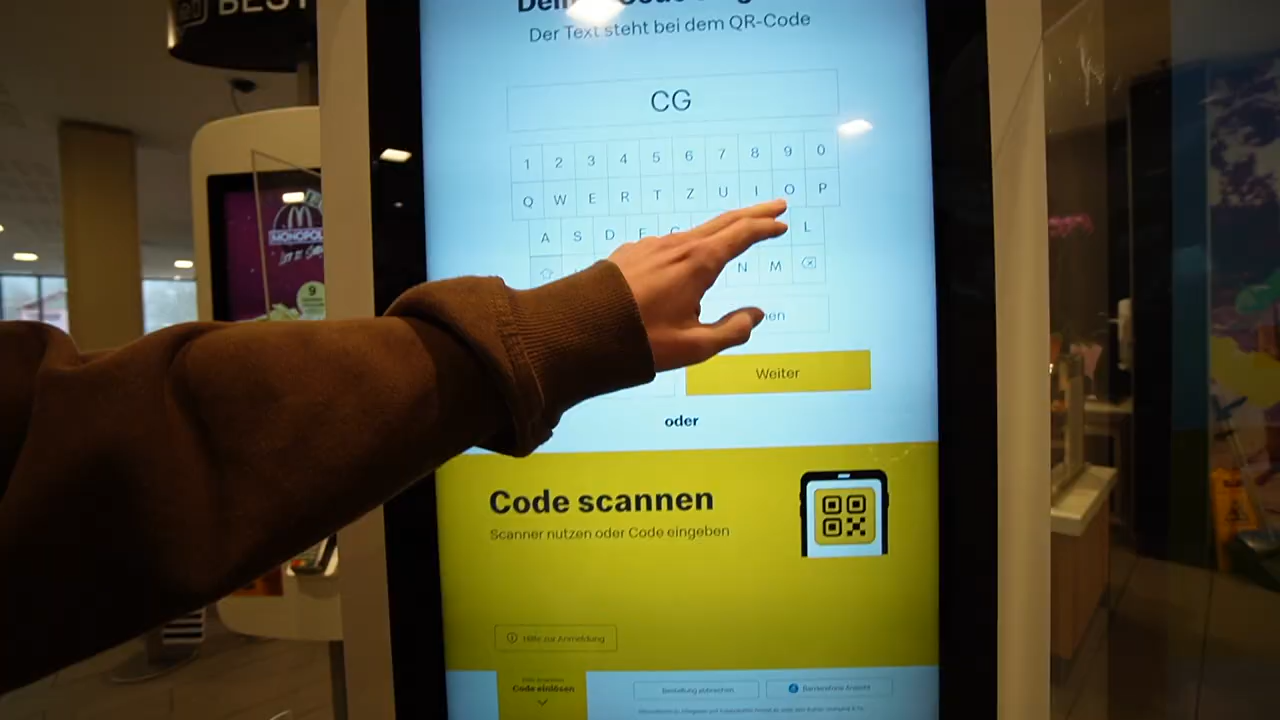 BEST
Der Text steht bei dem QR-Code
CG
1 2 3 4 5 6 7 8 9 0
Q W E R T Z U I O P
A S D F L
N M
Weiter
oder
Code scannen
Scanner nutzen oder Code eingeben
Hilfe zur Anmeldung
Code einlösen
Bestellung abbrechen
Barrierefreie Ansicht
MONOPOLY
9